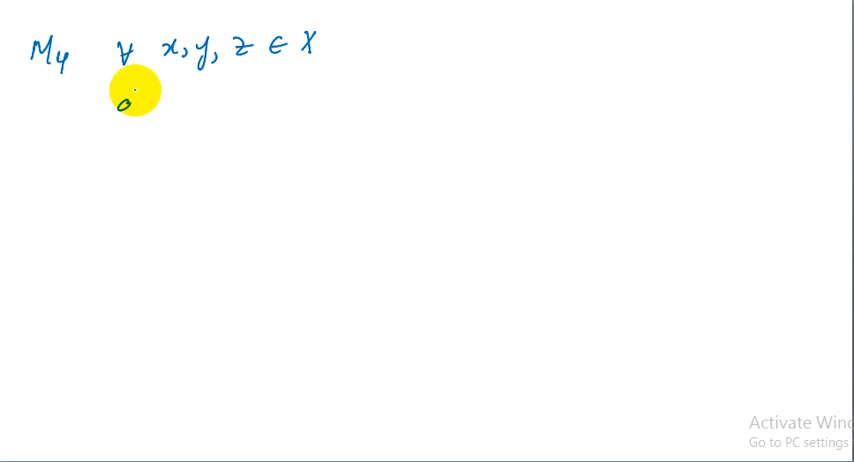 M4 ∀ x, y, z ∈ X
Activate Win
Go to PC settings